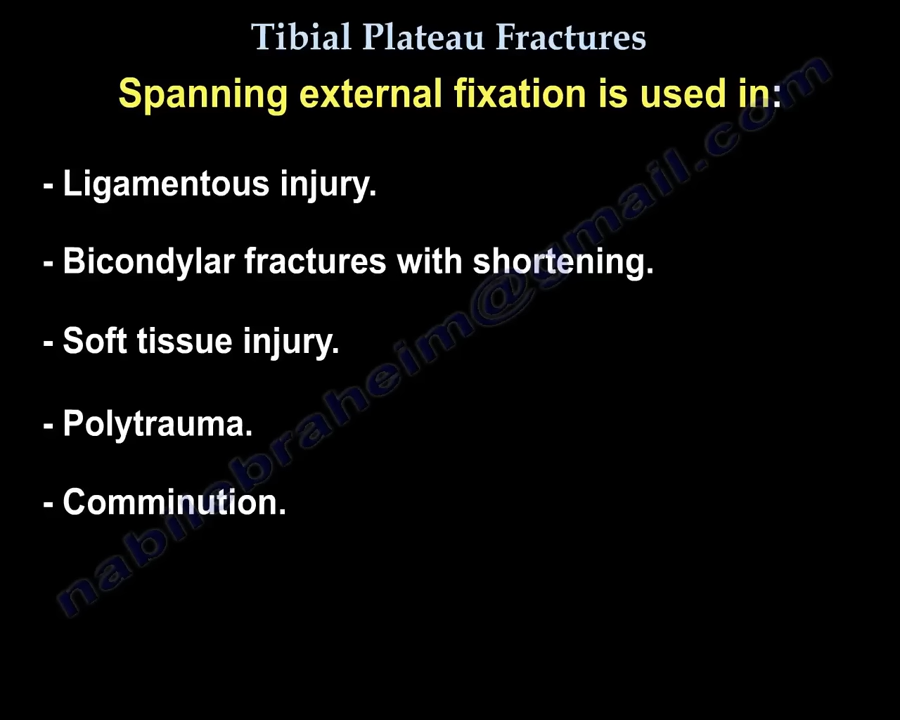 Tibial Plateau Fractures
Spanning external fixation is used in:
- Ligamentous injury.
- Bicondylar fractures with shortening.
- Soft tissue injury.
- Polytrauma.
- Comminution.
nabilebraheim@gmail.com